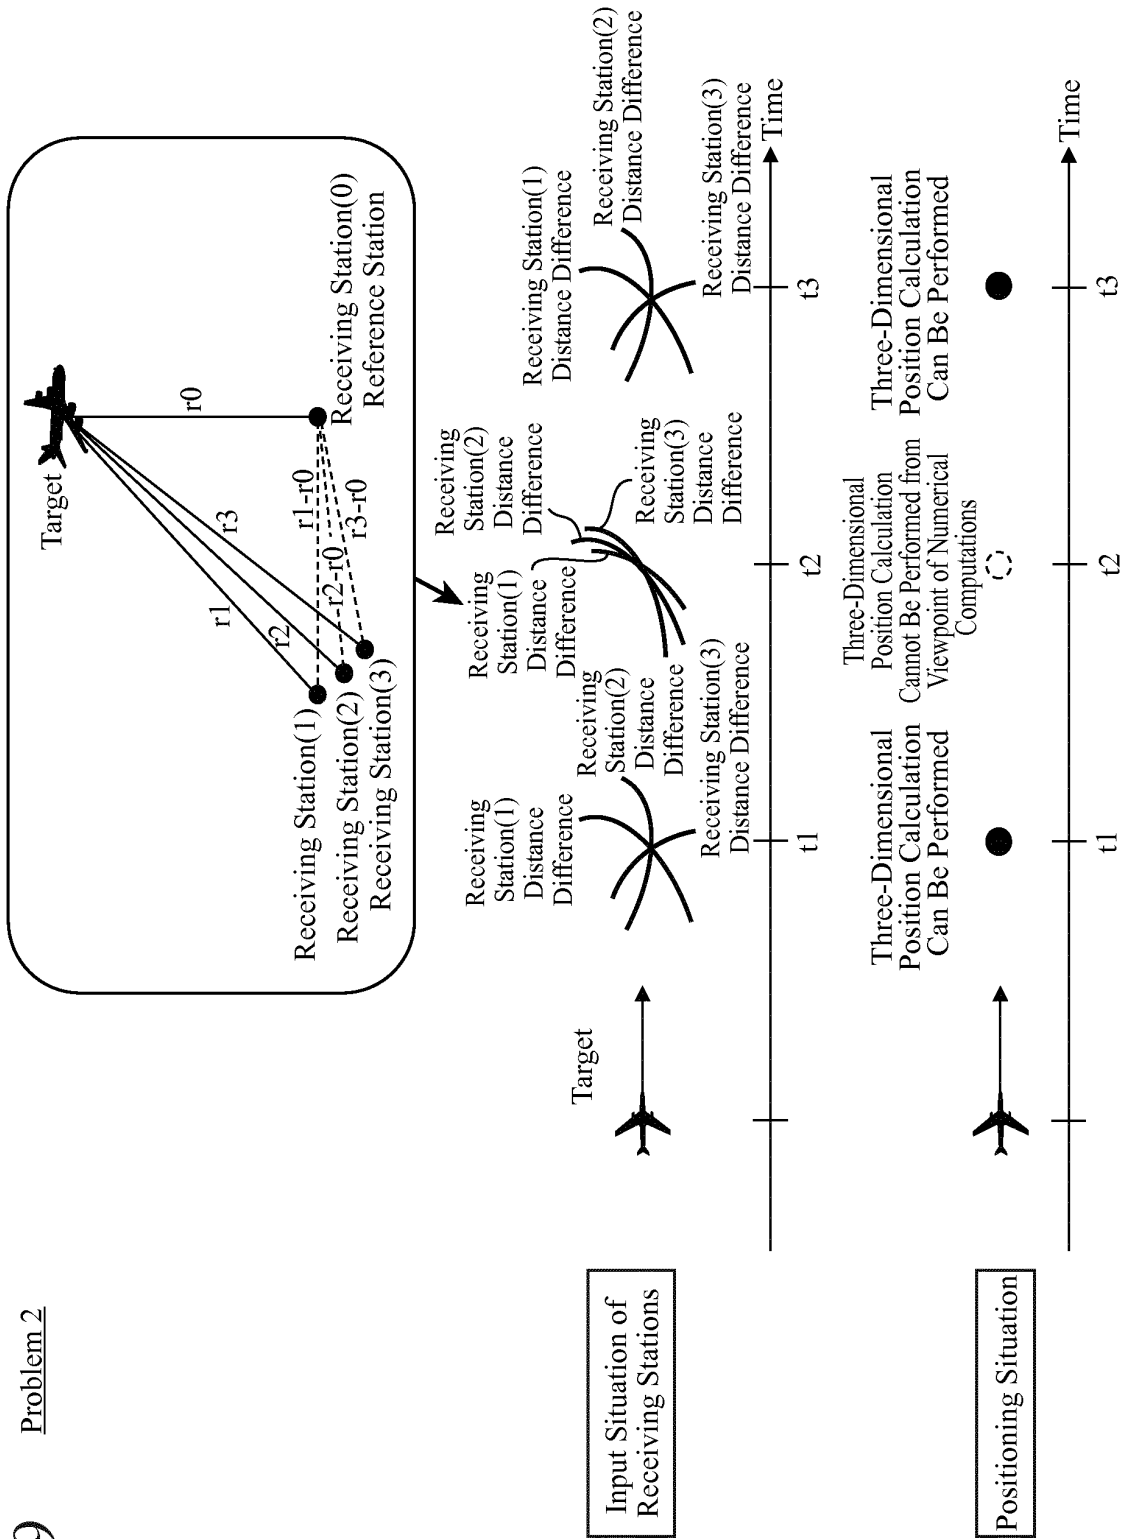 9
Problem 2
Target
r0
r1
r2
r3
r1-r0
r2-r0
r3-r0
Receiving Station(0)
Reference Station
Receiving Station(1)
Receiving Station(2)
Receiving Station(3)
Input Situation of
Receiving Stations
Target
Receiving
Station(1)
Distance
Difference
Receiving
Station(2)
Distance
Difference
Receiving Station(3)
Distance Difference
Receiving
Station(1)
Distance
Difference
Receiving
Station(2)
Distance
Difference
Receiving
Station(3)
Distance
Difference
Receiving Station(1)
Distance Difference
Receiving Station(2)
Distance Difference
Receiving Station(3)
Distance Difference
t1
t2
t3
Time
Positioning Situation
Three-Dimensional
Position Calculation
Can Be Performed
Three-Dimensional
Position Calculation
Cannot Be Performed from
Viewpoint of Numerical
Computations
Three-Dimensional
Position Calculation
Can Be Performed
t1
t2
t3
Time